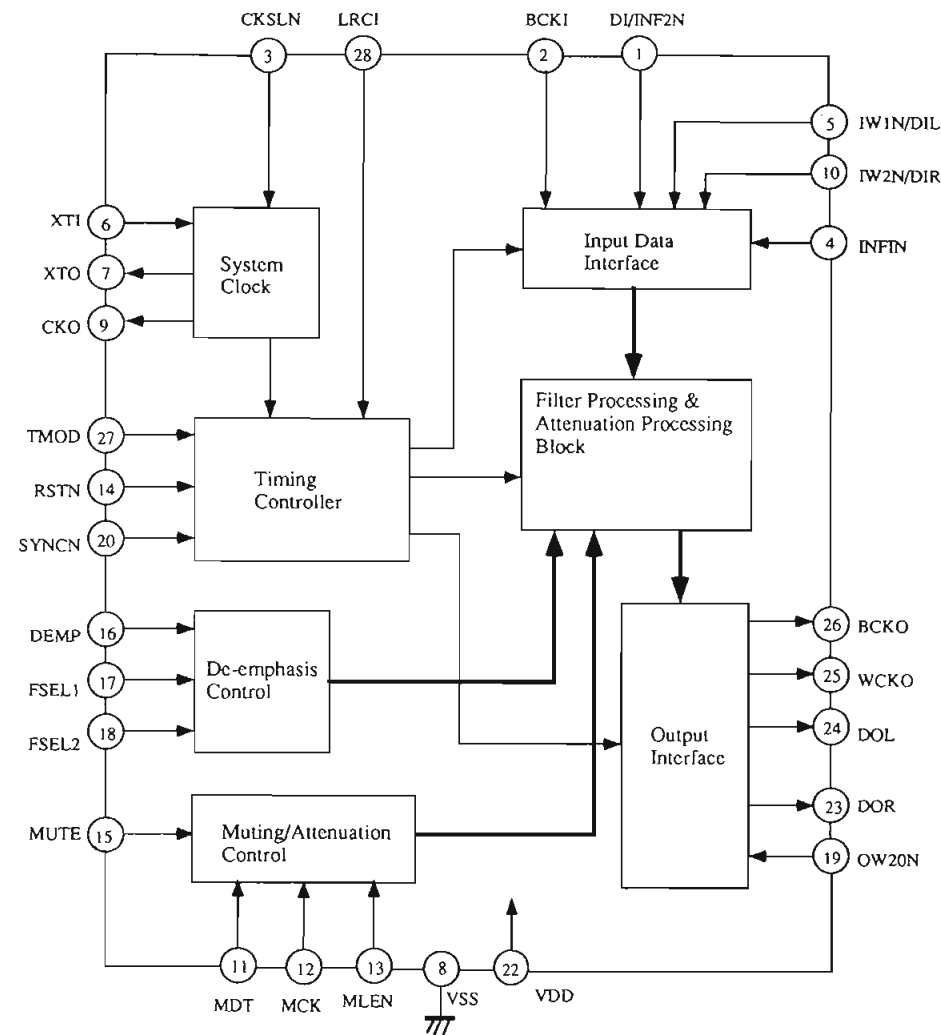 CKSLN
LRCI
BCKI
DI/INF2N
3
28
2
1
5
IW1N/DIL
10
IW2N/DIR
XTI
6
4
INF1N
XTO
7
CKO
9
System
Clock
Input Data
Interface
TMOD
27
RSTN
14
SYNCN
20
Timing
Controller
Filter Processing &
Attenuation Processing
Block
DEMP
16
FSEL1
17
FSEL2
18
De-emphasis
Control
Output
Interface
26
BCKO
25
WCKO
24
DOL
23
DOR
19
OW20N
MUTE
15
Muting/Attenuation
Control
11
12
13
8
22
MDT
MCK
MLEN
VSS
VDD